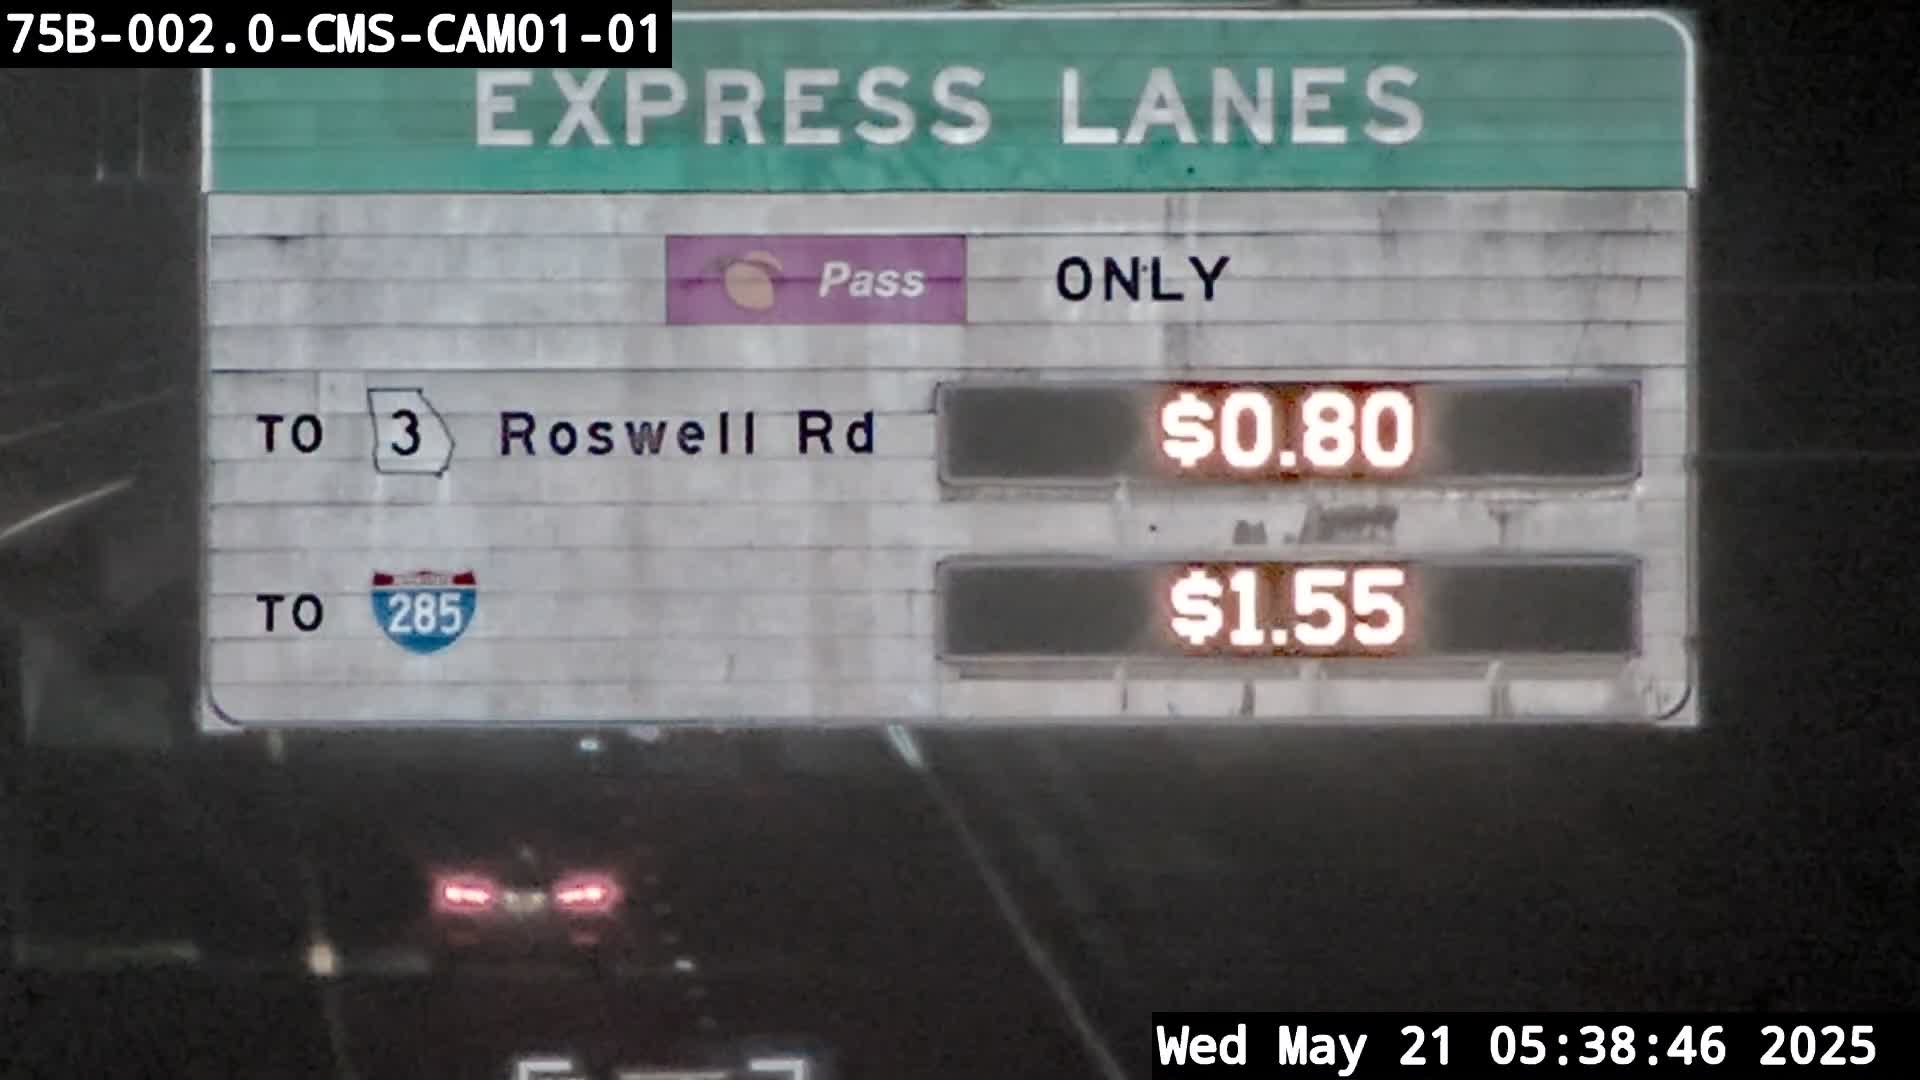 75B-002.0-CMS-CAM01-01
EXPRESS LANES
Pass ONLY
TO 3 Roswell Rd $0.80
TO 285 $1.55
Wed May 21 05:38:46 2025